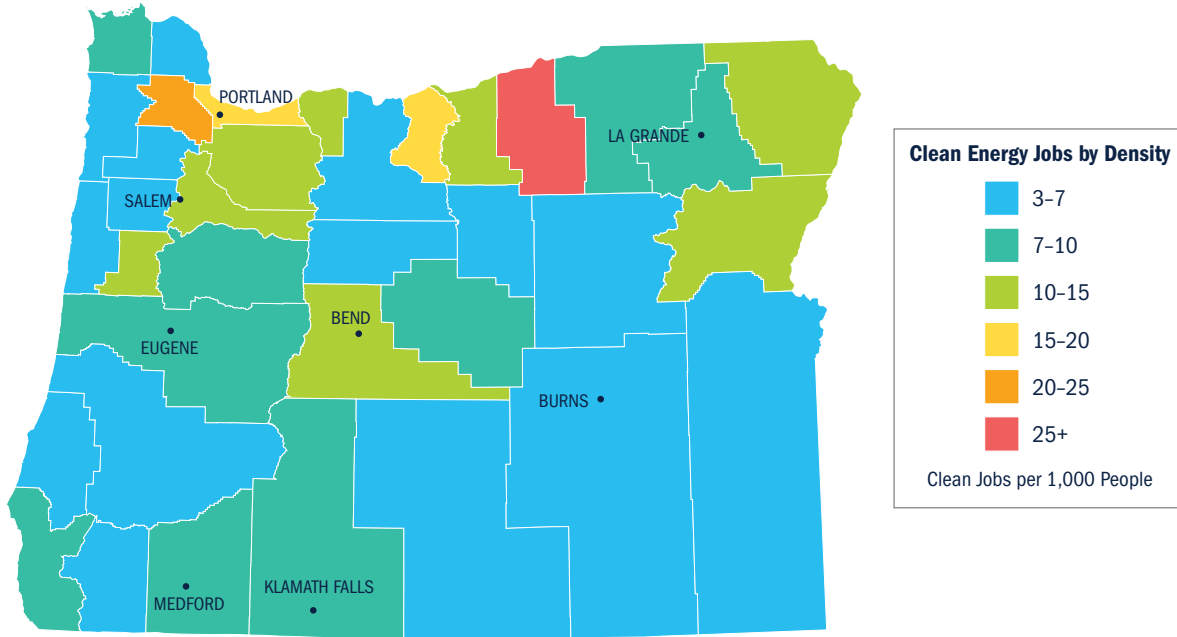 PORTLAND
LA GRANDE
SALEM
BEND
EUGENE
BURNS
KLAMATH FALLS
MEDFORD
Clean Energy Jobs by Density
3–7
7–10
10–15
15–20
20–25
25+
Clean Jobs per 1,000 People